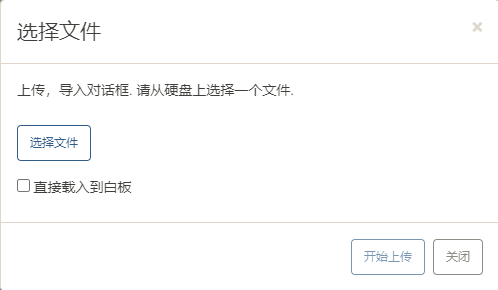 选择文件
×
上传，导入对话框. 请从硬盘上选择一个文件.
选择文件
直接载入到白板
开始上传
关闭